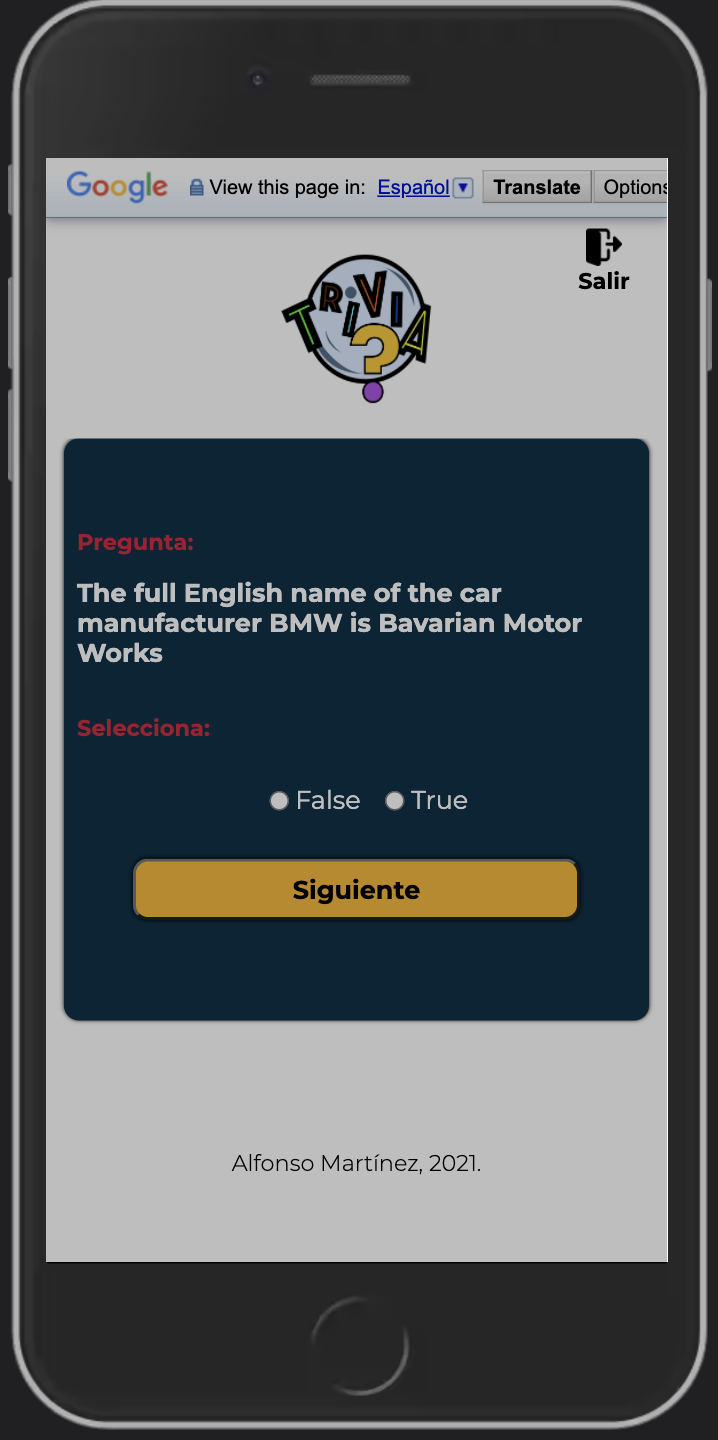 Google View this page in: Español Translate Options
Salir
TRIVIA?
Pregunta:
The full English name of the car
manufacturer BMW is Bavarian Motor
Works
Selecciona:
False True
Siguiente
Alfonso Martínez, 2021.